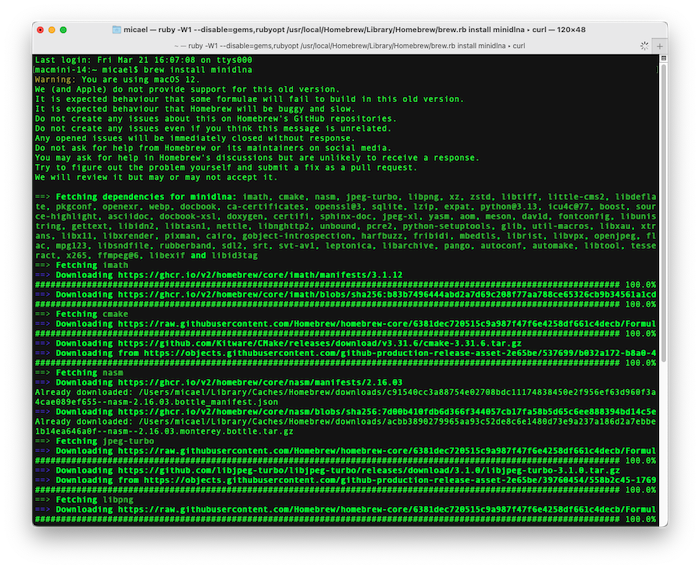 micael — ruby -W1 --disable=gems,rubyopt /usr/local/Homebrew/Library/Homebrew/brew.rb install minidlna • curl — 120×48
~ — ruby -W1 --disable=gems,rubyopt /usr/local/Homebrew/Library/Homebrew/brew.rb install minidlna • curl
Last login: Fri Mar 21 16:07:08 on ttys000
macmini-14:~ micael$ brew install minidlna
Warning: You are using macOS 12.
We (and Apple) do not provide support for this old version.
It is expected behaviour that some formulae will fail to build in this old version.
It is expected behaviour that Homebrew will be buggy and slow.
Do not create any issues about this on Homebrew's GitHub repositories.
Do not create any issues even if you think this message is unrelated.
Any opened issues will be immediately closed without response.
Do not ask for help from Homebrew or its maintainers on social media.
You may ask for help in Homebrew's discussions but are unlikely to receive a response.
Try to figure out the problem yourself and submit a fix as a pull request.
We will review it but may or may not accept it.
==> Fetching dependencies for minidlna: imath, cmake, nasm, jpeg-turbo, libpng, xz, zstd, libtiff, little-cms2, libdefla
te, pkgconf, openexr, webp, docbook, ca-certificates, openssl@3, sqlite, lzip, expat, python@3.13, icu4c@77, boost, sour
ce-highlight, asciidoc, docbook-xsl, doxygen, certifi, sphinx-doc, jpeg-xl, yasm, aom, meson, dav1d, fontconfig, libunis
tring, gettext, libidn2, libtasn1, nettle, libnghttp2, unbound, pcre2, python-setuptools, glib, util-macros, libxau, xtr
ans, libx11, libxrender, pixman, cairo, gobject-introspection, harfbuzz, fribidi, mbedtls, librist, libvpx, openjpeg, fl
ac, mpg123, libsndfile, rubberband, sdl2, srt, svt-av1, leptonica, libarchive, pango, autoconf, automake, libtool, tesse
ract, x265, ffmpeg@6, libexif and libid3tag
==> Fetching imath
==> Downloading https://ghcr.io/v2/homebrew/core/imath/manifests/3.1.12
######################################################################## 100.0%
==> Downloading https://ghcr.io/v2/homebrew/core/imath/blobs/sha256:b83b7496444abd2a7d69c208f77aa788ce65326cb9b34561a1cd
######################################################################## 100.0%
==> Fetching cmake
==> Downloading https://raw.githubusercontent.com/Homebrew/homebrew-core/6381dec720515c9a987f47f6e4258df661c4decb/Formul
######################################################################## 100.0%
==> Downloading https://github.com/Kitware/CMake/releases/download/v3.31.6/cmake-3.31.6.tar.gz
==> Downloading from https://objects.githubusercontent.com/github-production-release-asset-2e65be/537699/b032a172-b8a0-4
######################################################################## 100.0%
==> Fetching nasm
==> Downloading https://ghcr.io/v2/homebrew/core/nasm/manifests/2.16.03
Already downloaded: /Users/micael/Library/Caches/Homebrew/downloads/c91540cc3a88754e02708bdc11174838450e2f956ef63d960f3a
4cae089ef655--nasm-2.16.03.bottle_manifest.json
==> Downloading https://ghcr.io/v2/homebrew/core/nasm/blobs/sha256:7d00b410fdb6d366f344057cb17fa58b5d65c6ee888394bd14c5e
Already downloaded: /Users/micael/Library/Caches/Homebrew/downloads/acbb3890279965aa93c52de8c6e1480d73e9a237a186d2a7ebbe
1b14ea646a0f--nasm--2.16.03.monterey.bottle.tar.gz
==> Fetching jpeg-turbo
==> Downloading https://raw.githubusercontent.com/Homebrew/homebrew-core/6381dec720515c9a987f47f6e4258df661c4decb/Formul
######################################################################## 100.0%
==> Downloading https://github.com/libjpeg-turbo/libjpeg-turbo/releases/download/3.1.0/libjpeg-turbo-3.1.0.tar.gz
==> Downloading from https://objects.githubusercontent.com/github-production-release-asset-2e65be/39760454/558b2c45-1769
######################################################################## 100.0%
==> Fetching libpng
==> Downloading https://raw.githubusercontent.com/Homebrew/homebrew-core/6381dec720515c9a987f47f6e4258df661c4decb/Formul
######################################################################## 100.0%